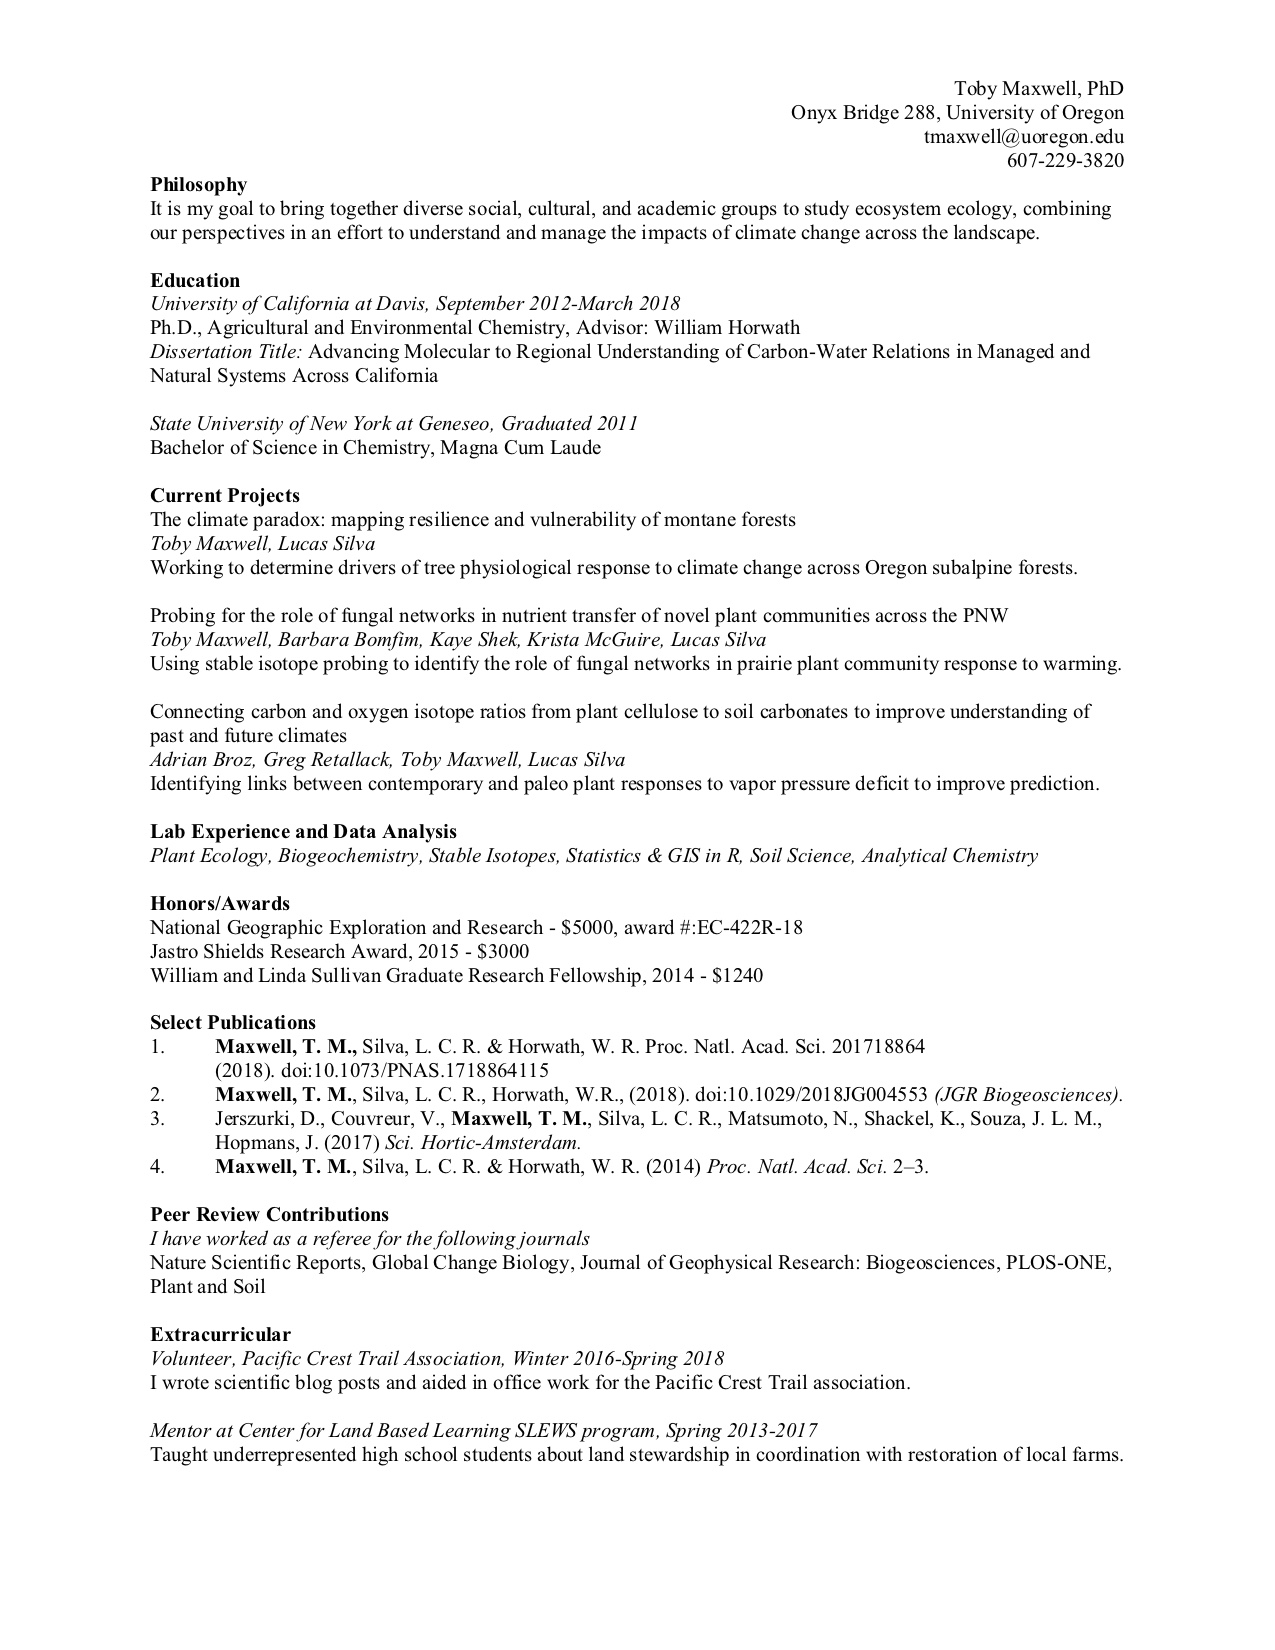 Toby Maxwell, PhD
Onyx Bridge 288, University of Oregon
tmaxwell@uoregon.edu
607-229-3820
Philosophy
It is my goal to bring together diverse social, cultural, and academic groups to study ecosystem ecology, combining
our perspectives in an effort to understand and manage the impacts of climate change across the landscape.
Education
University of California at Davis, September 2012-March 2018
Ph.D., Agricultural and Environmental Chemistry, Advisor: William Horwath
Dissertation Title: Advancing Molecular to Regional Understanding of Carbon-Water Relations in Managed and
Natural Systems Across California
State University of New York at Geneseo, Graduated 2011
Bachelor of Science in Chemistry, Magna Cum Laude
Current Projects
The climate paradox: mapping resilience and vulnerability of montane forests
Toby Maxwell, Lucas Silva
Working to determine drivers of tree physiological response to climate change across Oregon subalpine forests.
Probing for the role of fungal networks in nutrient transfer of novel plant communities across the PNW
Toby Maxwell, Barbara Bomfim, Kaye Shek, Krista McGuire, Lucas Silva
Using stable isotope probing to identify the role of fungal networks in prairie plant community response to warming.
Connecting carbon and oxygen isotope ratios from plant cellulose to soil carbonates to improve understanding of
past and future climates
Adrian Broz, Greg Retallack, Toby Maxwell, Lucas Silva
Identifying links between contemporary and paleo plant responses to vapor pressure deficit to improve prediction.
Lab Experience and Data Analysis
Plant Ecology, Biogeochemistry, Stable Isotopes, Statistics & GIS in R, Soil Science, Analytical Chemistry
Honors/Awards
National Geographic Exploration and Research - $5000, award #:EC-422R-18
Jastro Shields Research Award, 2015 - $3000
William and Linda Sullivan Graduate Research Fellowship, 2014 - $1240
Select Publications
1. Maxwell, T. M., Silva, L. C. R. & Horwath, W. R. Proc. Natl. Acad. Sci. 201718864
(2018). doi:10.1073/PNAS.1718864115
2. Maxwell, T. M., Silva, L. C. R., Horwath, W.R., (2018). doi:10.1029/2018JG004553 (JGR Biogeosciences).
3. Jerszurki, D., Couvreur, V., Maxwell, T. M., Silva, L. C. R., Matsumoto, N., Shackel, K., Souza, J. L. M.,
Hopmans, J. (2017) Sci. Hortic-Amsterdam.
4. Maxwell, T. M., Silva, L. C. R. & Horwath, W. R. (2014) Proc. Natl. Acad. Sci. 2–3.
Peer Review Contributions
I have worked as a referee for the following journals
Nature Scientific Reports, Global Change Biology, Journal of Geophysical Research: Biogeosciences, PLOS-ONE,
Plant and Soil
Extracurricular
Volunteer, Pacific Crest Trail Association, Winter 2016-Spring 2018
I wrote scientific blog posts and aided in office work for the Pacific Crest Trail association.
Mentor at Center for Land Based Learning SLEWS program, Spring 2013-2017
Taught underrepresented high school students about land stewardship in coordination with restoration of local farms.